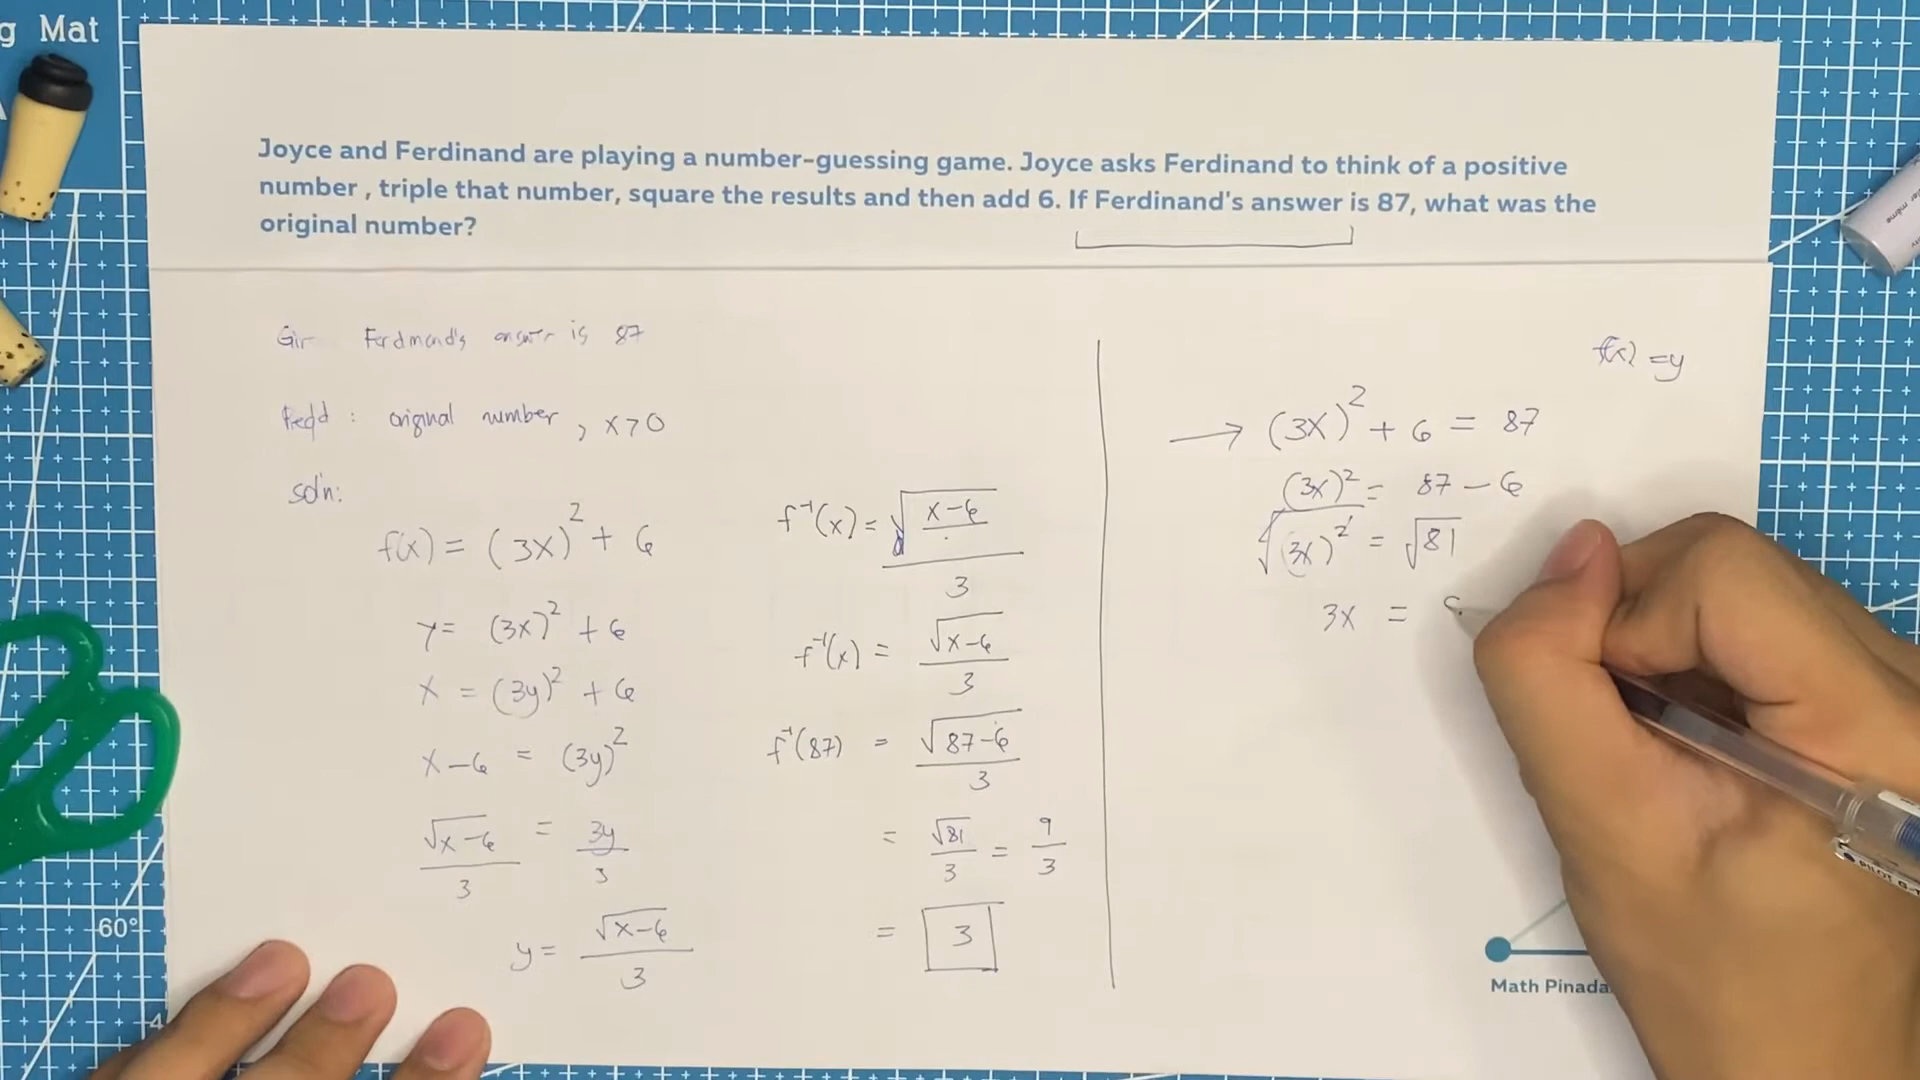 g Mat
Joyce and Ferdinand are playing a number-guessing game. Joyce asks Ferdinand to think of a positive
number , triple that number, square the results and then add 6. If Ferdinand's answer is 87, what was the
original number?
Ferdinand's answer is 87
Req'd : original number , x > 0
sol'n:
f(x) = (3x)² + 6
y = (3x)² + 6
x = (3y)² + 6
x - 6 = (3y)²
√x-6 / 3 = 3y / 3
y = √x-6 / 3
f⁻¹(x) = √x-6 / 3
f⁻¹(x) = √x-6 / 3
f⁻¹(87) = √87-6 / 3
= √81 / 3 = 9 / 3
= 3
f(x) = y
→ (3x)² + 6 = 87
(3x)² = 87 - 6
√(3x)² = √81
3x =
60°
Math Pinada